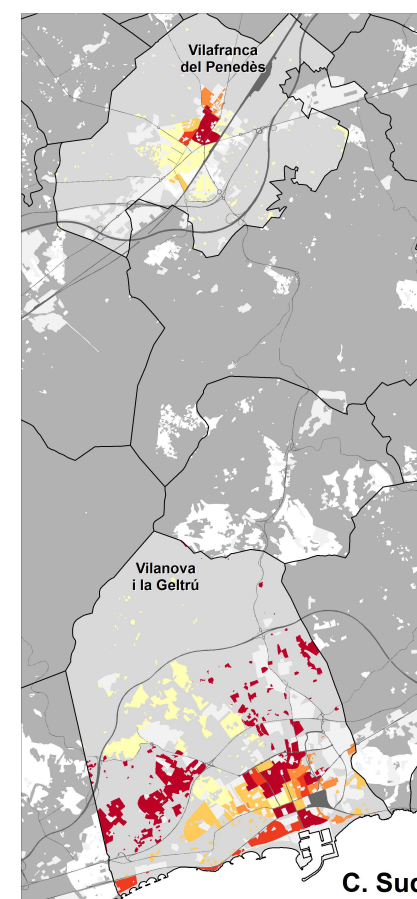 Vilafranca
del Penedès
Vilanova
i la Geltrú
C. Suc